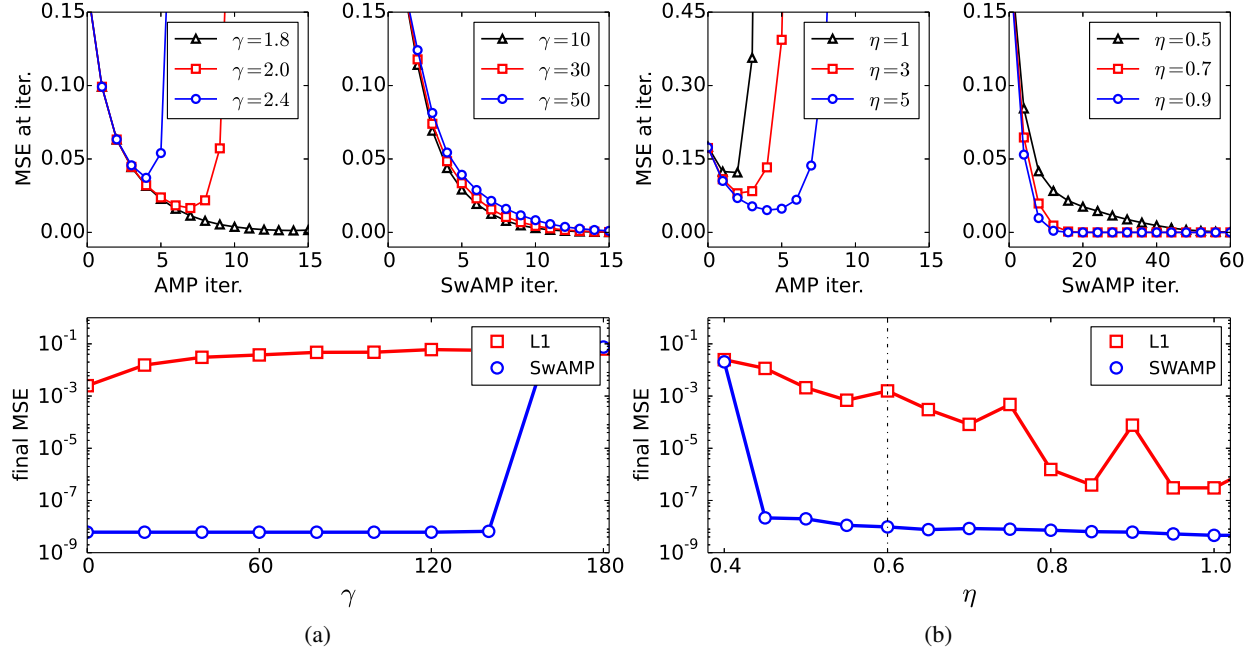 0.15
0.10
0.05
0.00
MSE at iter.
γ=1.8
γ=2.0
γ=2.4
0 5 10 15
AMP iter.
0.15
0.10
0.05
0.00
γ=10
γ=30
γ=50
0 5 10 15
SwAMP iter.
0.45
0.30
0.15
0.00
MSE at iter.
η=1
η=3
η=5
0 5 10 15
AMP iter.
0.15
0.10
0.05
0.00
η=0.5
η=0.7
η=0.9
0 20 40 60
SwAMP iter.
10⁻¹
10⁻³
10⁻⁵
10⁻⁷
10⁻⁹
final MSE
L1
SwAMP
0 60 120 180
γ
(a)
10⁻¹
10⁻³
10⁻⁵
10⁻⁷
10⁻⁹
final MSE
L1
SWAMP
0.4 0.6 0.8 1.0
η
(b)